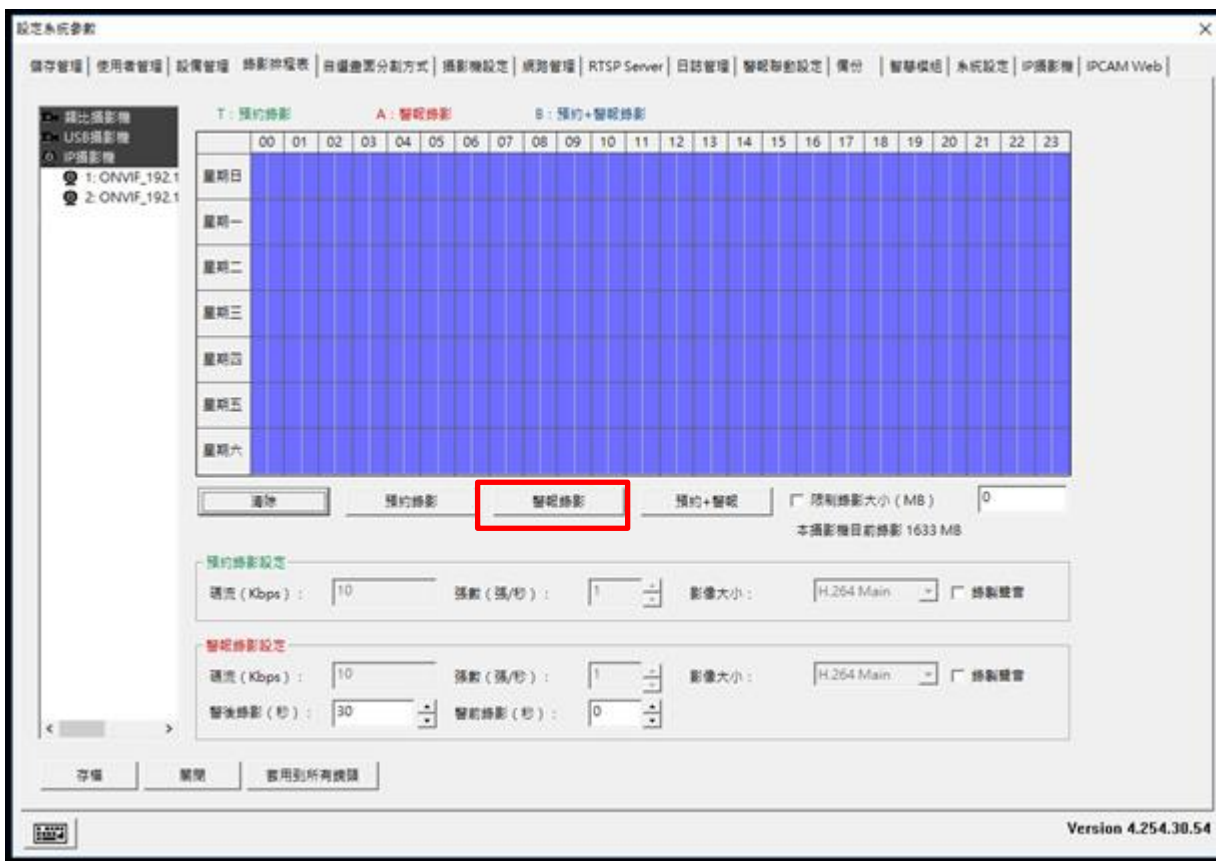 設定系統參數
儲存管理 使用者管理 設備管理 錄影排程表 自選畫面分割方式 攝影機設定 網路管理 RTSP Server 日誌管理 警報聯動設定 備份 智慧模組 系統設定 IP攝影機 IPCAM Web
類比攝影機
USB攝影機
IP攝影機
1: ONVIF_192.1
2: ONVIF_192.1
T：預約錄影 A：警報錄影 B：預約+警報錄影
00 01 02 03 04 05 06 07 08 09 10 11 12 13 14 15 16 17 18 19 20 21 22 23
星期日
星期一
星期二
星期三
星期四
星期五
星期六
清除 預約錄影 警報錄影 預約+警報 限制錄影大小（MB） 0
本攝影機目前錄影 1633 MB
預約錄影設定
碼流（Kbps）： 10 張數（張/秒）： 1 影像大小： H.264 Main 錄製聲音
警報錄影設定
碼流（Kbps）： 10 張數（張/秒）： 1 影像大小： H.264 Main 錄製聲音
警後錄影（秒）： 30 警前錄影（秒）： 0
存檔 關閉 套用到所有鏡頭
Version 4.254.30.54